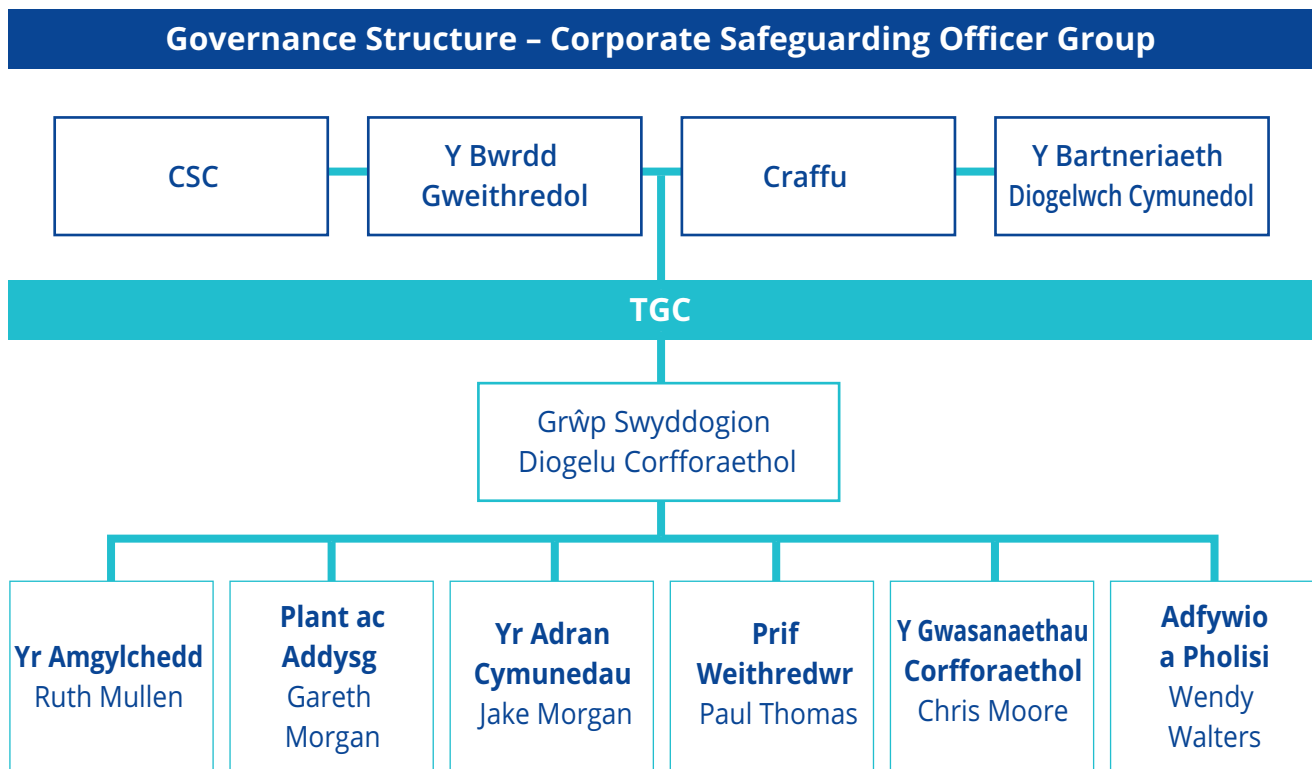 Governance Structure – Corporate Safeguarding Officer Group
CSC
Y Bwrdd
Gweithredol
Craffu
Y Bartneriaeth
Diogelwch Cymunedol
TGC
Grŵp Swyddogion
Diogelu Corfforaethol
Yr Amgylchedd
Ruth Mullen
Plant ac
Addysg
Gareth
Morgan
Yr Adran
Cymunedau
Jake Morgan
Prif
Weithredwr
Paul Thomas
Y Gwasanaethau
Corfforaethol
Chris Moore
Adfywio
a Pholisi
Wendy
Walters